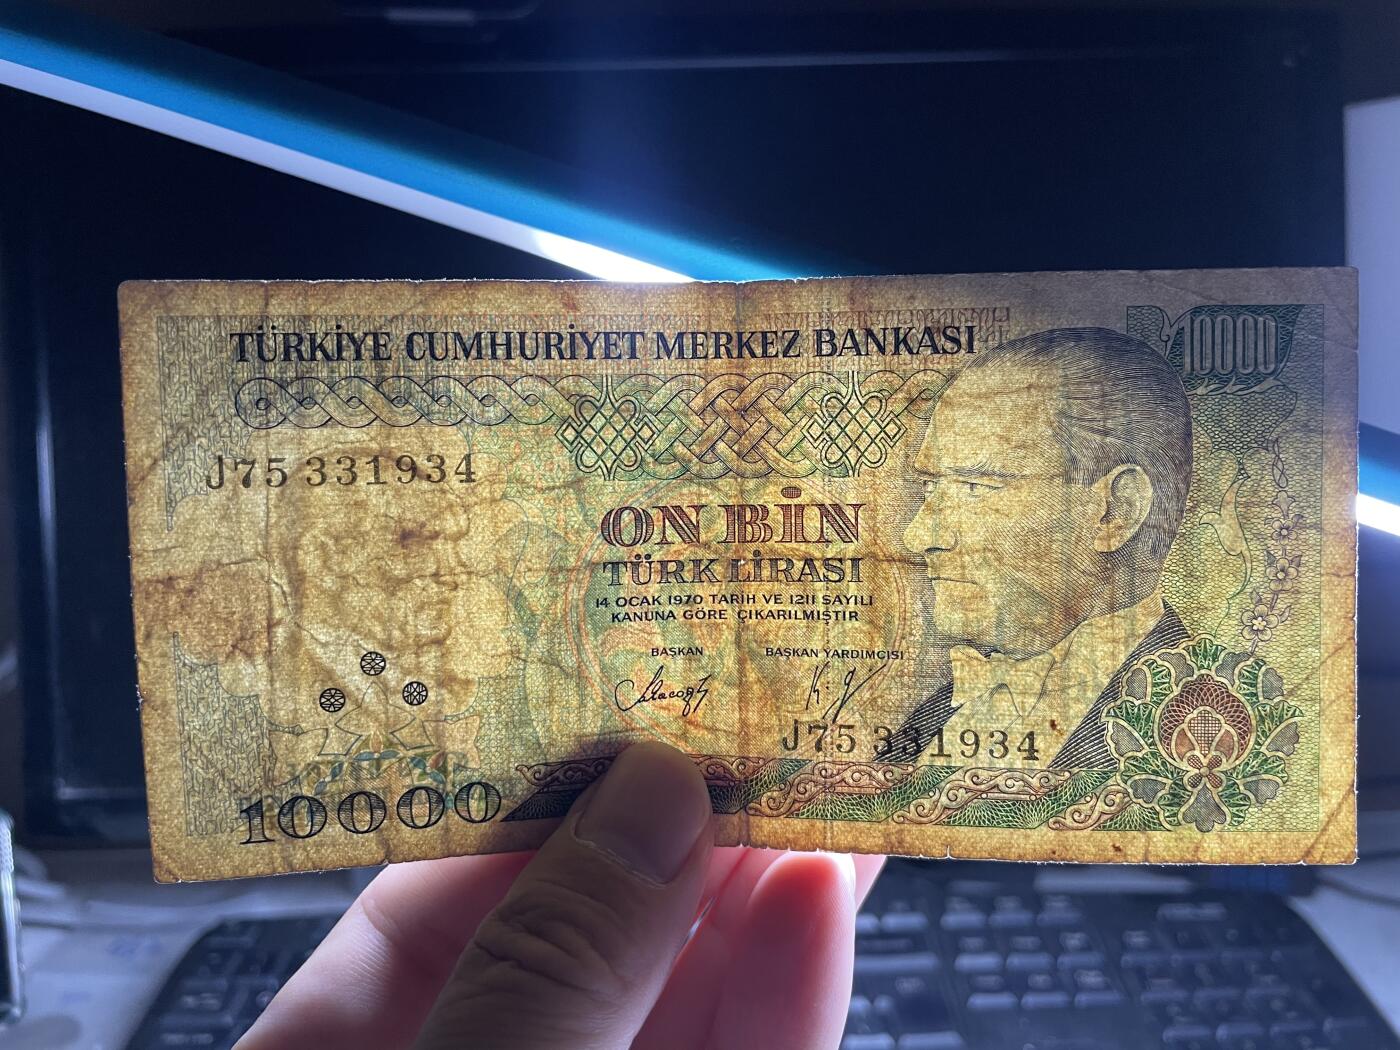 TÜRKİYE CUMHURİYET MERKEZ BANKASI
10000
J75 331934
ON BİN
TÜRK LİRASI
14 OCAK 1970 TARİH VE 1211 SAYILI
KANUNA GÖRE ÇIKARILMIŞTIR
BAŞKAN
BAŞKAN YARDIMCISI
J75 331934
10000